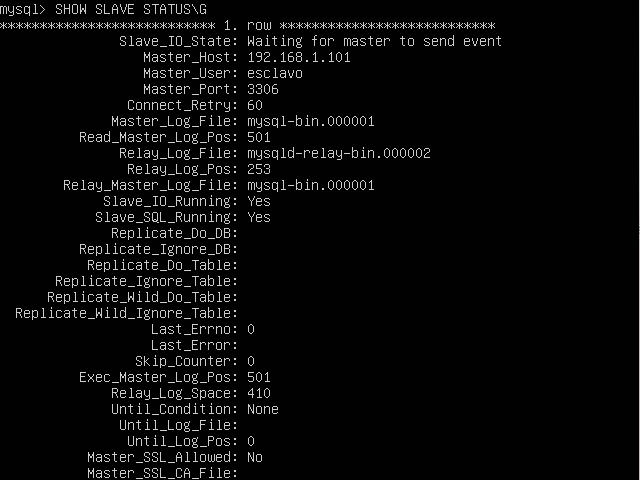 mysql> SHOW SLAVE STATUS\G
*************************** 1. row ***************************
Slave_IO_State: Waiting for master to send event
Master_Host: 192.168.1.101
Master_User: esclavo
Master_Port: 3306
Connect_Retry: 60
Master_Log_File: mysql-bin.000001
Read_Master_Log_Pos: 501
Relay_Log_File: mysqld-relay-bin.000002
Relay_Log_Pos: 253
Relay_Master_Log_File: mysql-bin.000001
Slave_IO_Running: Yes
Slave_SQL_Running: Yes
Replicate_Do_DB:
Replicate_Ignore_DB:
Replicate_Do_Table:
Replicate_Ignore_Table:
Replicate_Wild_Do_Table:
Replicate_Wild_Ignore_Table:
Last_Errno: 0
Last_Error:
Skip_Counter: 0
Exec_Master_Log_Pos: 501
Relay_Log_Space: 410
Until_Condition: None
Until_Log_File:
Until_Log_Pos: 0
Master_SSL_Allowed: No
Master_SSL_CA_File: